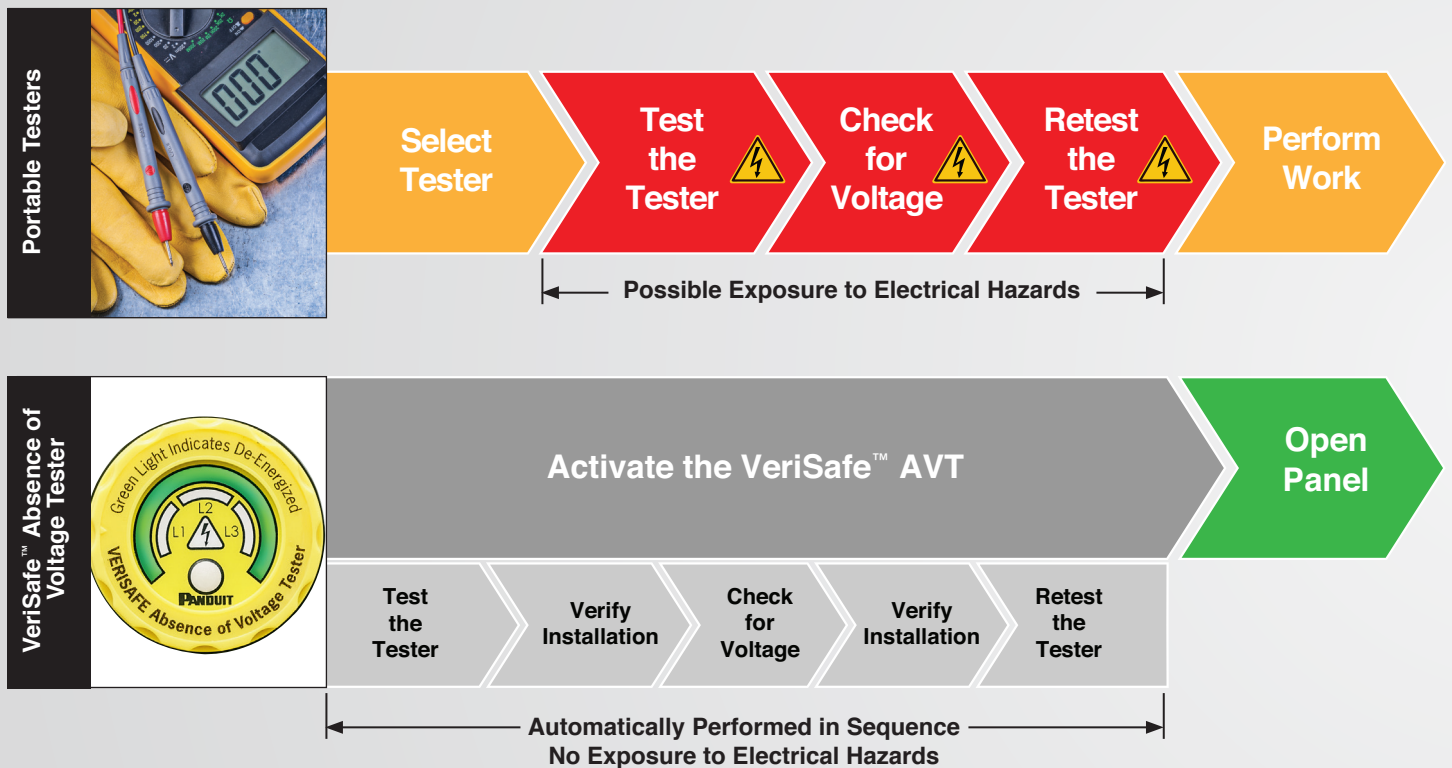 Portable Testers
000
Select
Tester
Test
the
Tester
Check
for
Voltage
Retest
the
Tester
Perform
Work
Possible Exposure to Electrical Hazards
VeriSafe™ Absence of
Voltage Tester
Green Light Indicates De-Energized
L1
L2
L3
PANDUIT
VERISAFE Absence of Voltage Tester
Activate the VeriSafe™ AVT
Open
Panel
Test
the
Tester
Verify
Installation
Check
for
Voltage
Verify
Installation
Retest
the
Tester
Automatically Performed in Sequence
No Exposure to Electrical Hazards